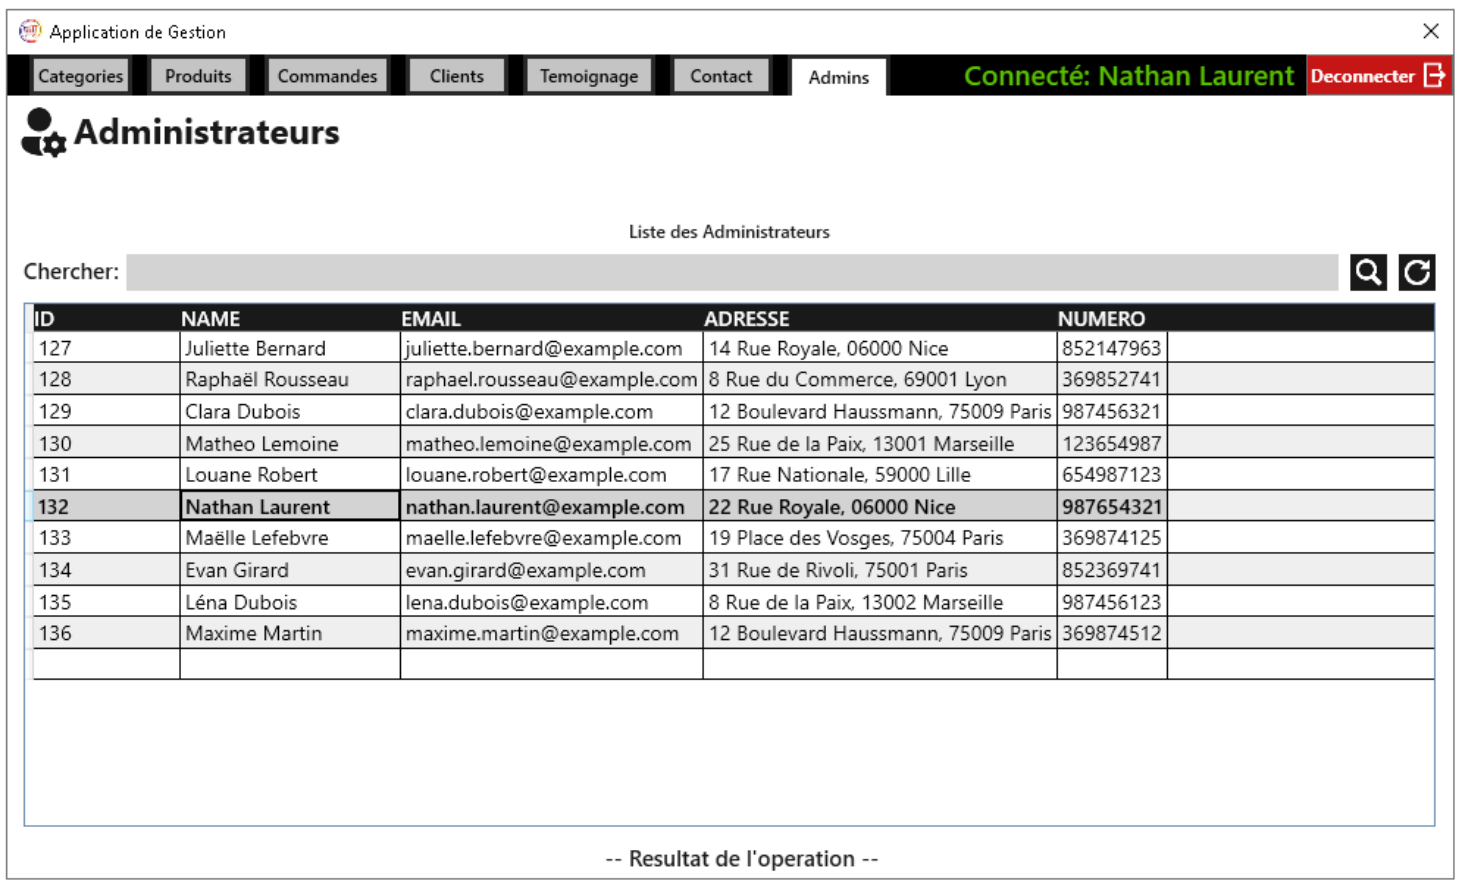 Application de Gestion
Categories Produits Commandes Clients Temoignage Contact Admins Connecté: Nathan Laurent Deconnecter
Administrateurs
Liste des Administrateurs
Chercher:
ID NAME EMAIL ADRESSE NUMERO
127 Juliette Bernard juliette.bernard@example.com 14 Rue Royale, 06000 Nice 852147963
128 Raphaël Rousseau raphael.rousseau@example.com 8 Rue du Commerce, 69001 Lyon 369852741
129 Clara Dubois clara.dubois@example.com 12 Boulevard Haussmann, 75009 Paris 987456321
130 Matheo Lemoine matheo.lemoine@example.com 25 Rue de la Paix, 13001 Marseille 123654987
131 Louane Robert louane.robert@example.com 17 Rue Nationale, 59000 Lille 654987123
132 Nathan Laurent nathan.laurent@example.com 22 Rue Royale, 06000 Nice 987654321
133 Maëlle Lefebvre maelle.lefebvre@example.com 19 Place des Vosges, 75004 Paris 369874125
134 Evan Girard evan.girard@example.com 31 Rue de Rivoli, 75001 Paris 852369741
135 Léna Dubois lena.dubois@example.com 8 Rue de la Paix, 13002 Marseille 987456123
136 Maxime Martin maxime.martin@example.com 12 Boulevard Haussmann, 75009 Paris 369874512
-- Resultat de l'operation --